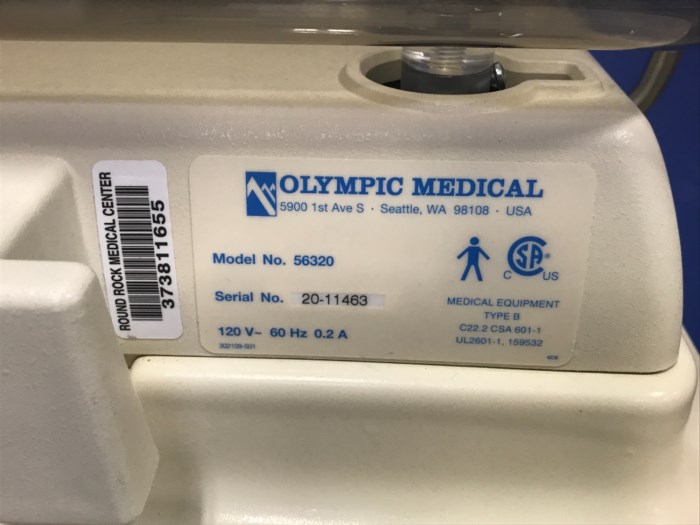 ROUND ROCK MEDICAL CENTER
373811655
OLYMPIC MEDICAL
5900 1st Ave S · Seattle, WA 98108 · USA
Model No. 56320
Serial No. 20-11463
120 V~ 60 Hz 0.2 A
SA
C US
MEDICAL EQUIPMENT
TYPE B
C22.2 CSA 601-1
UL2601-1, 159532